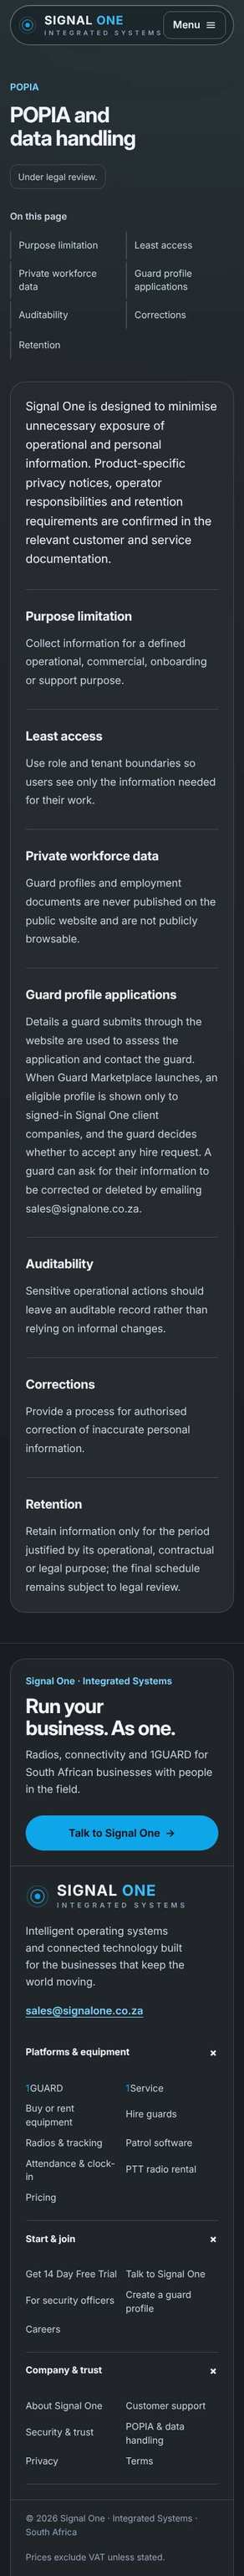 SIGNAL ONE
INTEGRATED SYSTEMS
Menu
POPIA
POPIA and
data handling
Under legal review.
On this page
Purpose limitation
Least access
Private workforce
data
Guard profile
applications
Auditability
Corrections
Retention
Signal One is designed to minimise
unnecessary exposure of
operational and personal
information. Product-specific
privacy notices, operator
responsibilities and retention
requirements are confirmed in the
relevant customer and service
documentation.
Purpose limitation
Collect information for a defined
operational, commercial, onboarding
or support purpose.
Least access
Use role and tenant boundaries so
users see only the information needed
for their work.
Private workforce data
Guard profiles and employment
documents are never published on the
public website and are not publicly
browsable.
Guard profile applications
Details a guard submits through the
website are used to assess the
application and contact the guard.
When Guard Marketplace launches, an
eligible profile is shown only to
signed-in Signal One client
companies, and the guard decides
whether to accept any hire request. A
guard can ask for their information to
be corrected or deleted by emailing
sales@signalone.co.za.
Auditability
Sensitive operational actions should
leave an auditable record rather than
relying on informal changes.
Corrections
Provide a process for authorised
correction of inaccurate personal
information.
Retention
Retain information only for the period
justified by its operational, contractual
or legal purpose; the final schedule
remains subject to legal review.
Signal One · Integrated Systems
Run your
business. As one.
Radios, connectivity and 1GUARD for
South African businesses with people
in the field.
Talk to Signal One →
SIGNAL ONE
INTEGRATED SYSTEMS
Intelligent operating systems
and connected technology built
for the businesses that keep the
world moving.
sales@signalone.co.za
Platforms & equipment
1GUARD
1Service
Buy or rent
equipment
Hire guards
Radios & tracking
Patrol software
Attendance & clock-
in
PTT radio rental
Pricing
Start & join
Get 14 Day Free Trial
Talk to Signal One
For security officers
Create a guard
profile
Careers
Company & trust
About Signal One
Customer support
Security & trust
POPIA & data
handling
Privacy
Terms
© 2026 Signal One · Integrated Systems ·
South Africa
Prices exclude VAT unless stated.